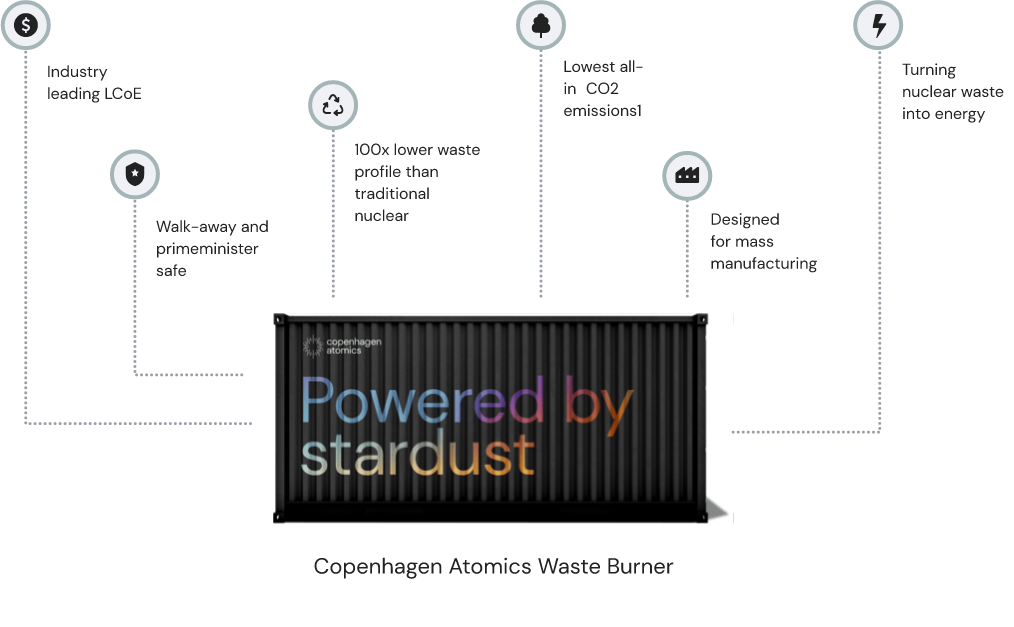 Industry
leading LCoE
Walk-away and
primeminister
safe
100x lower waste
profile than
traditional
nuclear
Lowest all-
in CO2
emissions1
Designed
for mass
manufacturing
Turning
nuclear waste
into energy
copenhagen
atomics
Powered by
stardust
Copenhagen Atomics Waste Burner